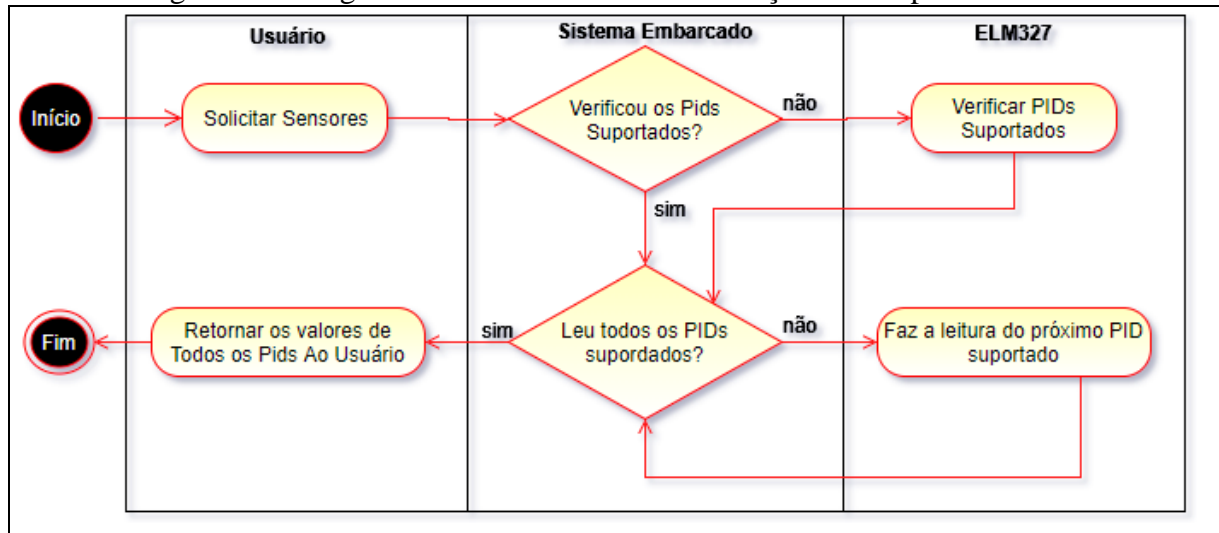 Usuário
Sistema Embarcado
ELM327
Início
Solicitar Sensores
Verificou os Pids
Suportados?
não
Verificar PIDs
Suportados
sim
Fim
Retornar os valores de
Todos os Pids Ao Usuário
sim
Leu todos os PIDs
supordados?
não
Faz a leitura do próximo PID
suportado